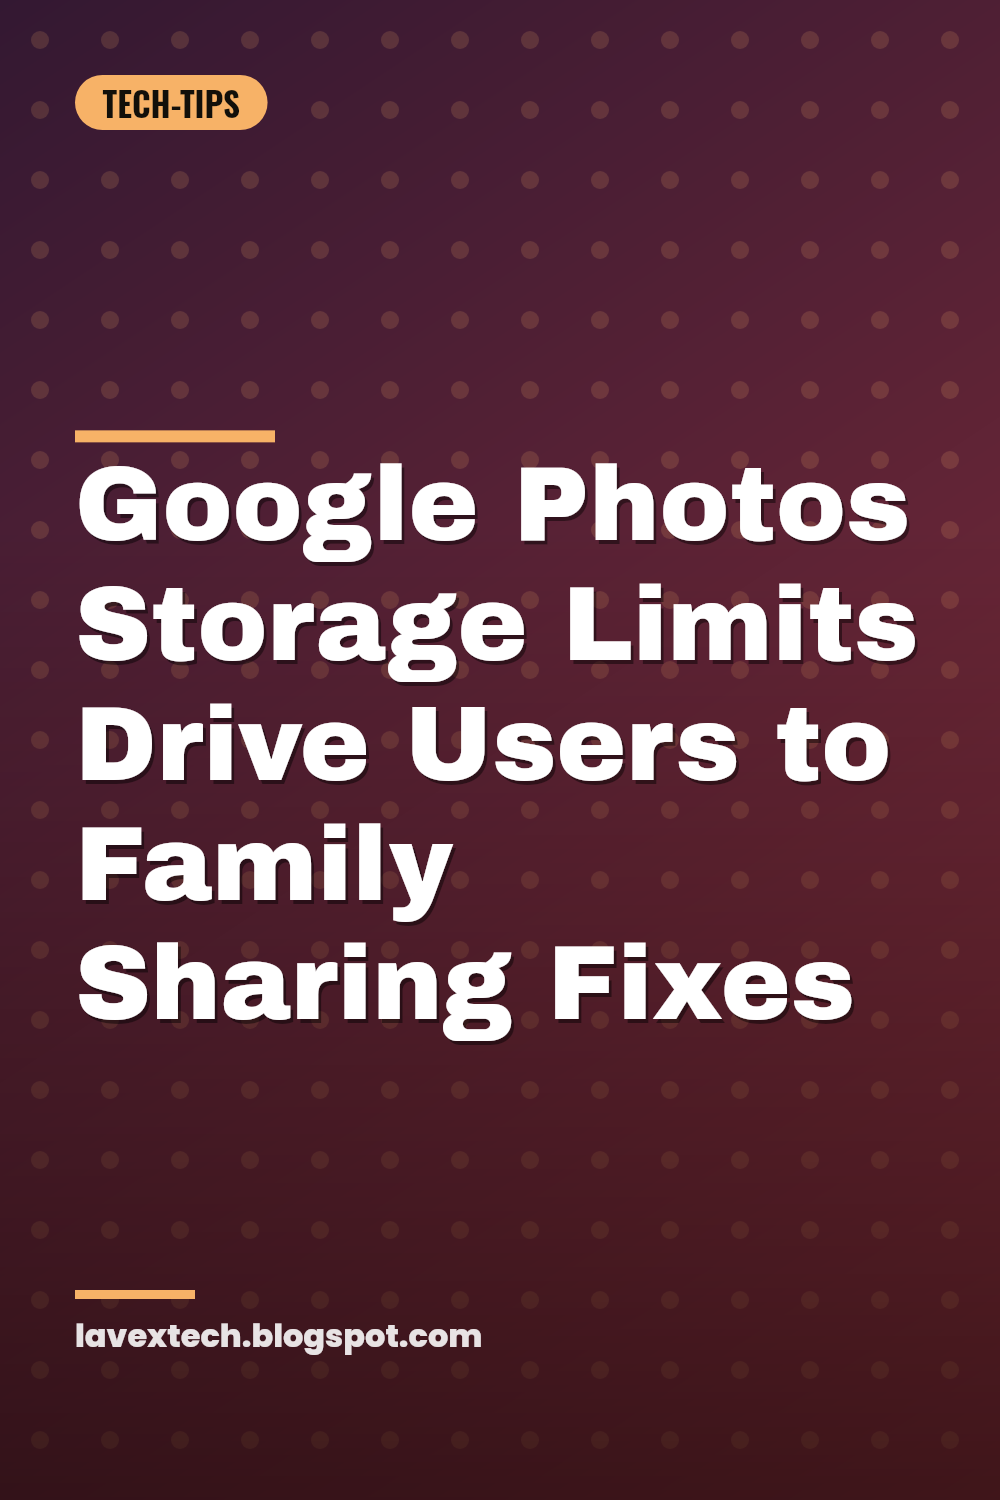 TECH-TIPS
Google Photos
Storage Limits
Drive Users to
Family
Sharing Fixes
lavextech.blogspot.com